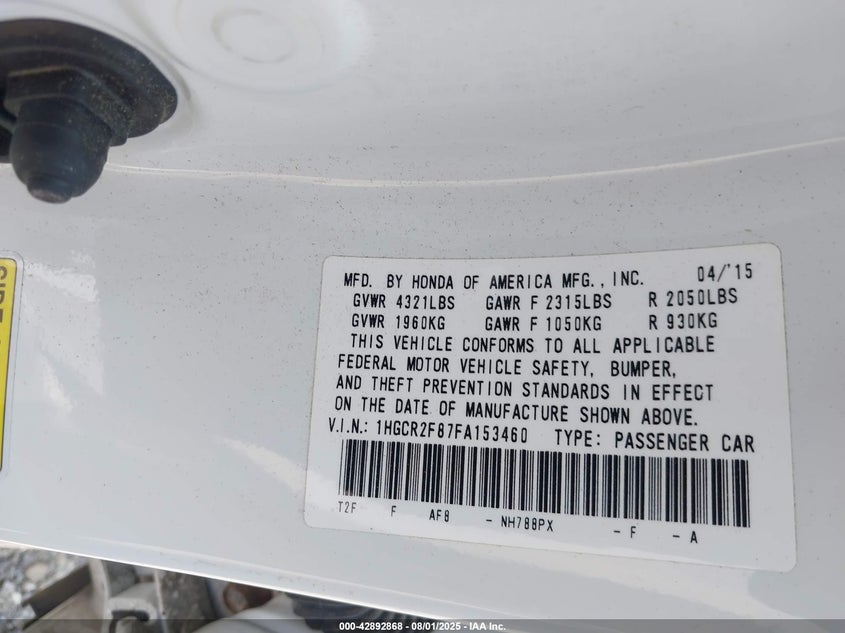 MFD. BY HONDA OF AMERICA MFG., INC. 04/'15
GVWR 4321LBS GAWR F 2315LBS R 2050LBS
GVWR 1960KG GAWR F 1050KG R 930KG
THIS VEHICLE CONFORMS TO ALL APPLICABLE
FEDERAL MOTOR VEHICLE SAFETY, BUMPER,
AND THEFT PREVENTION STANDARDS IN EFFECT
ON THE DATE OF MANUFACTURE SHOWN ABOVE.
V.I.N.: 1HGCR2F87FA153460 TYPE: PASSENGER CAR
T2F F AF8 - NH788PX - F - A
SIDE
000-42892868 - 08/01/2025 - IAA Inc.